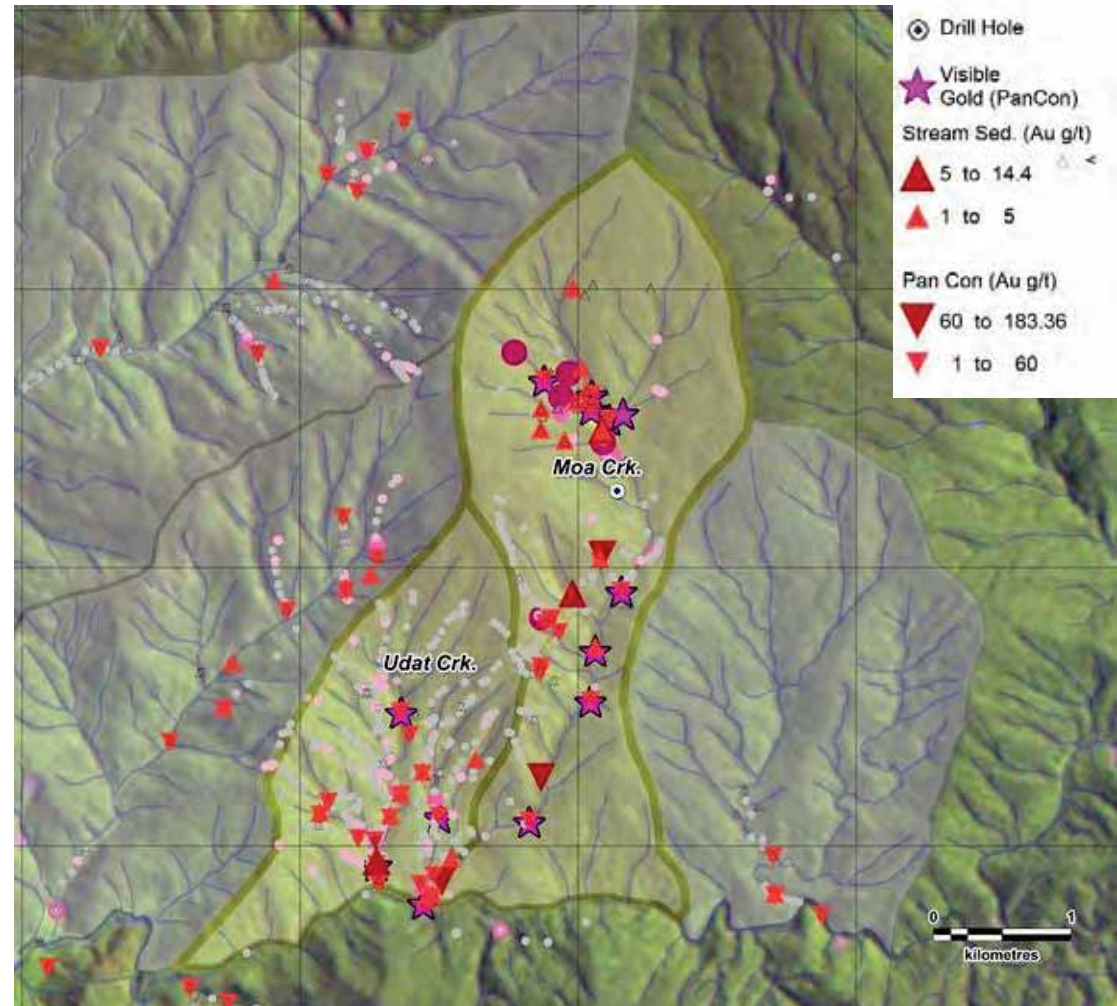 Drill Hole
Visible
Gold (PanCon)
Stream Sed. (Au g/t)
<
5 to 14.4
1 to 5
Pan Con (Au g/t)
60 to 183.36
1 to 60
Moa Crk.
Udat Crk.
0 1
kilometres